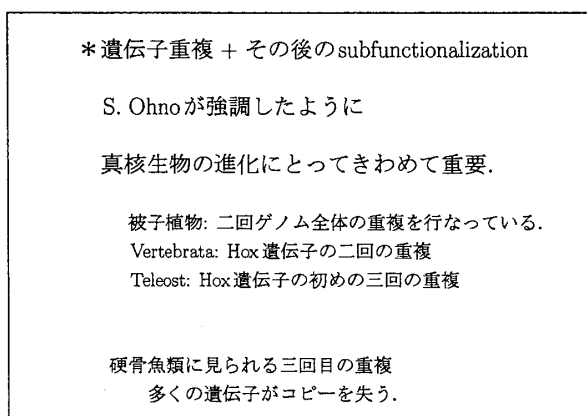 *遺伝子重複 + その後のsubfunctionalization
S. Ohnoが強調したように
真核生物の進化にとってきわめて重要.
被子植物: 二回ゲノム全体の重複を行なっている.
Vertebrata: Hox遺伝子の二回の重複
Teleost: Hox遺伝子の初めの三回の重複
硬骨魚類に見られる三回目の重複
多くの遺伝子がコピーを失う.